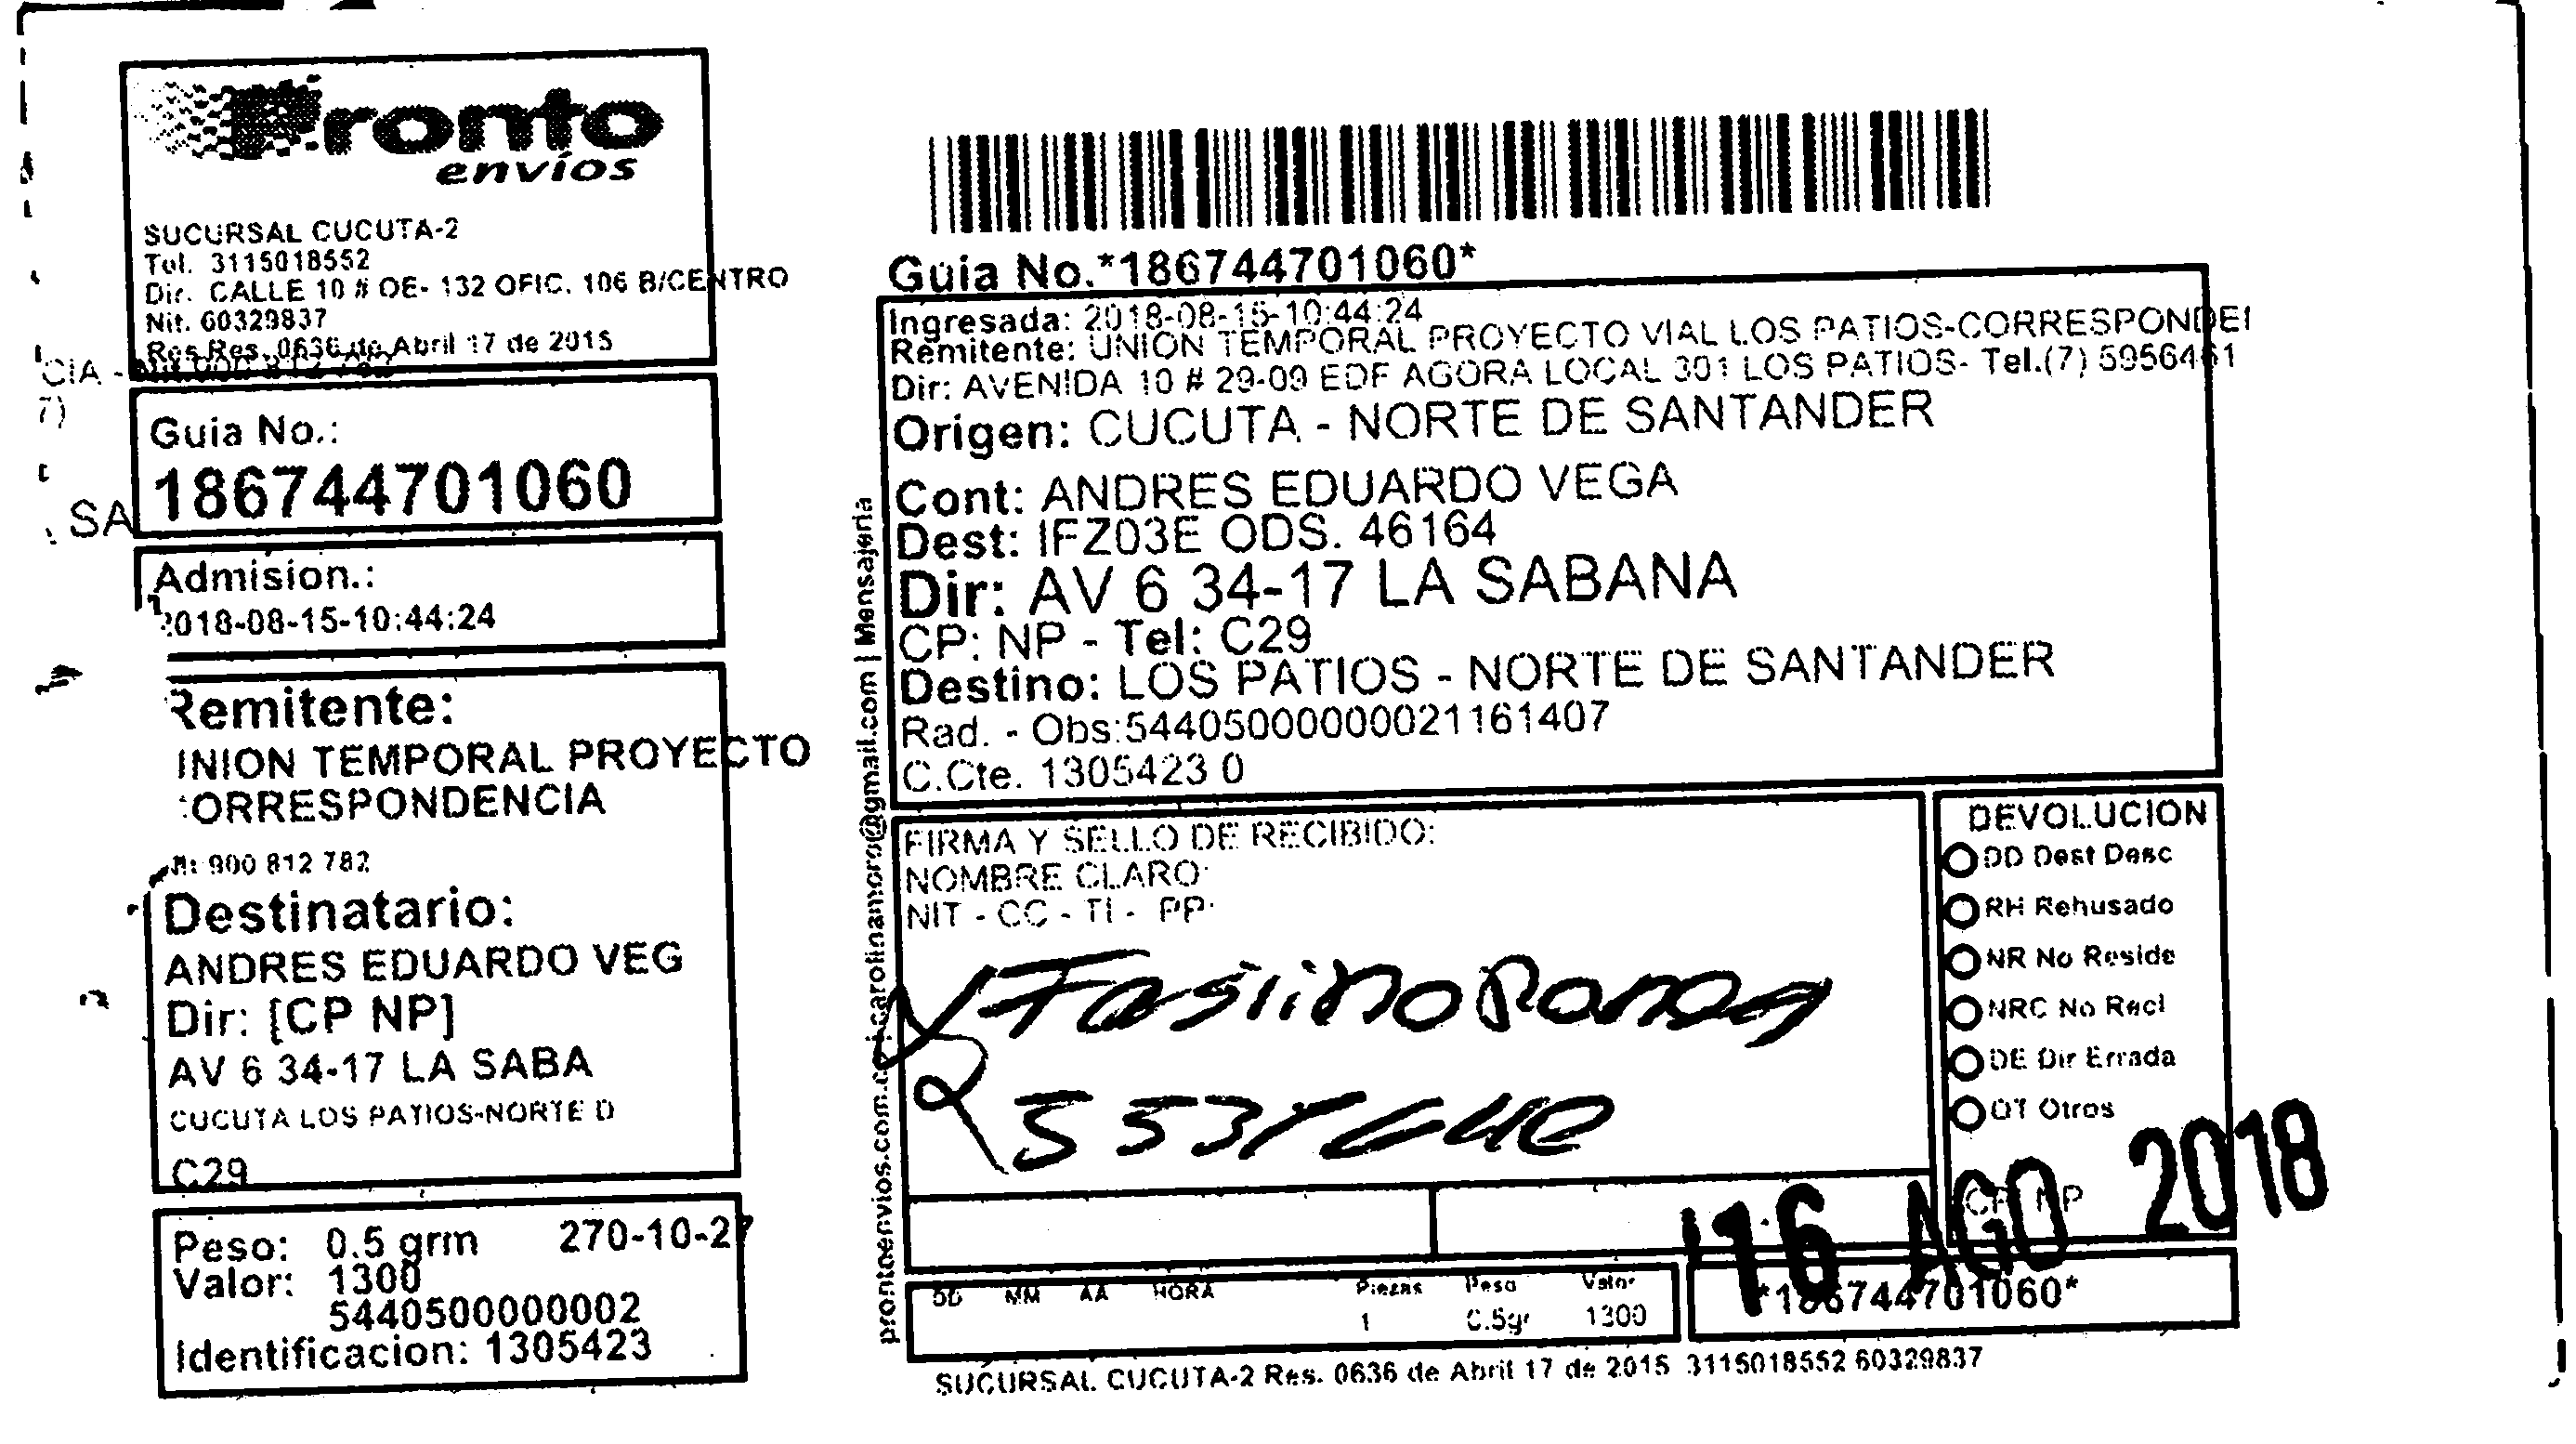 Pronto
envíos
SUCURSAL CUCUTA-2
Tel. 3115018552
Dir. CALLE 10 # OE- 132 OFIC. 106 B/CENTRO
Nit. 60329837
Res Res. 0636 de Abril 17 de 2015
CIA -
7)
Guia No.:
186744701060
SA
Admision.:
2018-08-15-10:44:24
Remitente:
UNION TEMPORAL PROYECTO
CORRESPONDENCIA
900 812 782
Destinatario:
ANDRES EDUARDO VEG
Dir: [CP NP]
AV 6 34-17 LA SABA
CUCUTA LOS PATIOS-NORTE D
C29
Peso: 0.5 grm 270-10-27
Valor: 1300
5440500000002
Identificacion: 1305423
Guia No.*186744701060*
Ingresada: 2018-08-15-10:44:24
Remitente: UNION TEMPORAL PROYECTO VIAL LOS PATIOS-CORRESPONDEI
Dir: AVENIDA 10 # 29-09 EDF AGORA LOCAL 301 LOS PATIOS- Tel.(7) 5956461
Origen: CUCUTA - NORTE DE SANTANDER
Cont: ANDRES EDUARDO VEGA
Dest: IFZ03E ODS. 46164
Dir: AV 6 34-17 LA SABANA
CP: NP - Tel: C29
Destino: LOS PATIOS - NORTE DE SANTANDER
Rad. - Obs:54405000000021161407
C.Cte. 1305423 0
FIRMA Y SELLO DE RECIBIDO:
NOMBRE CLARO:
NIT - CC - TI - PP:
DEVOLUCION
DD Dest Desc
RH Rehusado
NR No Reside
NRC No Recl
DE Dir Errada
OT Otros
CP NP
16 AGO 2018
DD MM AA HORA Piezas Peso Valor
1 0.5gr 1300
*186744701060*
SUCURSAL CUCUTA-2 Res. 0636 de Abril 17 de 2015 3115018552 60329837